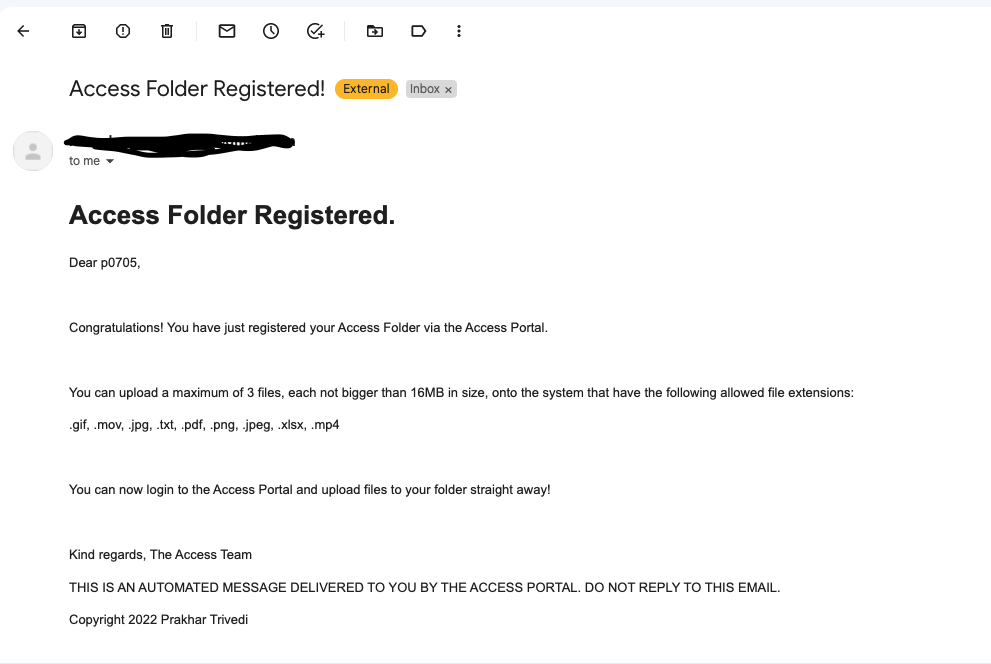 Access Folder Registered! External Inbox x
to me
Access Folder Registered.
Dear p0705,
Congratulations! You have just registered your Access Folder via the Access Portal.
You can upload a maximum of 3 files, each not bigger than 16MB in size, onto the system that have the following allowed file extensions:
.gif, .mov, .jpg, .txt, .pdf, .png, .jpeg, .xlsx, .mp4
You can now login to the Access Portal and upload files to your folder straight away!
Kind regards, The Access Team
THIS IS AN AUTOMATED MESSAGE DELIVERED TO YOU BY THE ACCESS PORTAL. DO NOT REPLY TO THIS EMAIL.
Copyright 2022 Prakhar Trivedi